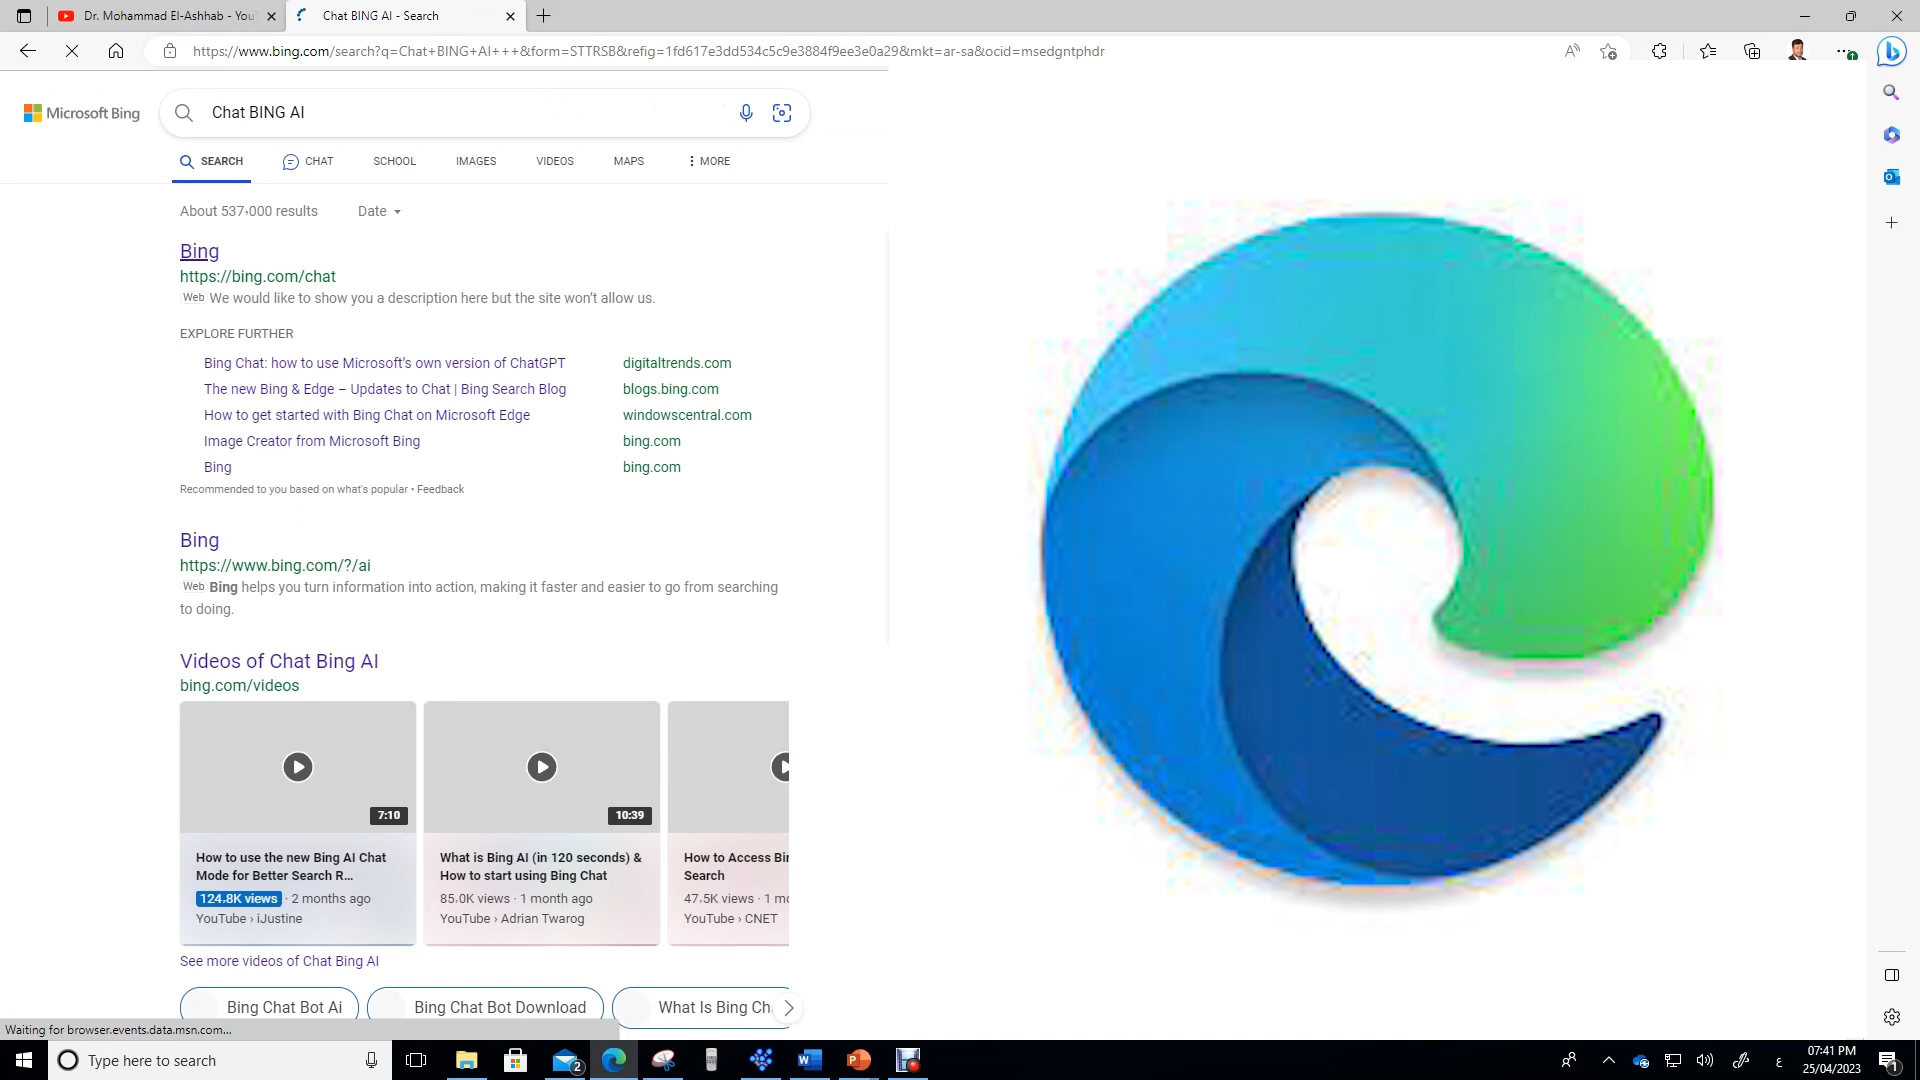 Dr. Mohammad El-Ashhab - You
Chat BING AI - Search
https://www.bing.com/search?q=Chat+BING+AI+++&form=STTRSB&refig=1fd617e3dd534c5c9e3884f9ee3e0a29&mkt=ar-sa&ocid=msedgntphdr
Microsoft Bing
Chat BING AI
SEARCH CHAT SCHOOL IMAGES VIDEOS MAPS MORE
About 537،000 results Date
Bing
https://bing.com/chat
Web We would like to show you a description here but the site won’t allow us.
EXPLORE FURTHER
Bing Chat: how to use Microsoft’s own version of ChatGPT digitaltrends.com
The new Bing & Edge – Updates to Chat | Bing Search Blog blogs.bing.com
How to get started with Bing Chat on Microsoft Edge windowscentral.com
Image Creator from Microsoft Bing bing.com
Bing bing.com
Recommended to you based on what's popular • Feedback
Bing
https://www.bing.com/?/ai
Web Bing helps you turn information into action, making it faster and easier to go from searching
to doing.
Videos of Chat Bing AI
bing.com/videos
7:10
10:39
How to use the new Bing AI Chat
Mode for Better Search R...
124.8K views · 2 months ago
YouTube › iJustine
What is Bing AI (in 120 seconds) &
How to start using Bing Chat
85.0K views · 1 month ago
YouTube › Adrian Twarog
How to Access Bin
Search
47.5K views · 1 mo
YouTube › CNET
See more videos of Chat Bing AI
Bing Chat Bot Ai
Bing Chat Bot Download
What Is Bing Ch
Waiting for browser.events.data.msn.com...
Type here to search
2
ع
07:41 PM
25/04/2023
1